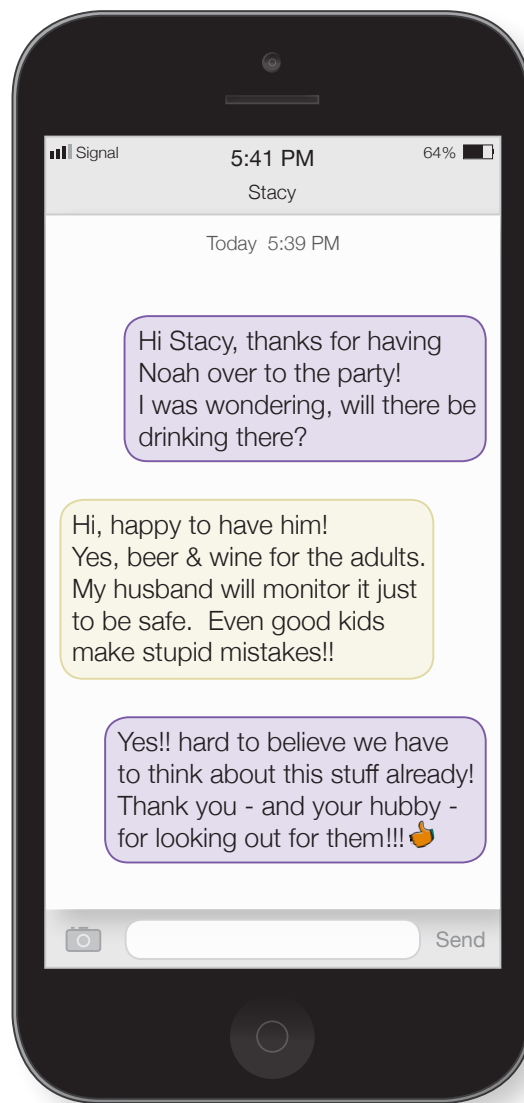 Signal
5:41 PM
64%
Stacy
Today 5:39 PM
Hi Stacy, thanks for having
Noah over to the party!
I was wondering, will there be
drinking there?
Hi, happy to have him!
Yes, beer & wine for the adults.
My husband will monitor it just
to be safe.  Even good kids
make stupid mistakes!!
Yes!! hard to believe we have
to think about this stuff already!
Thank you - and your hubby -
for looking out for them!!!
Send